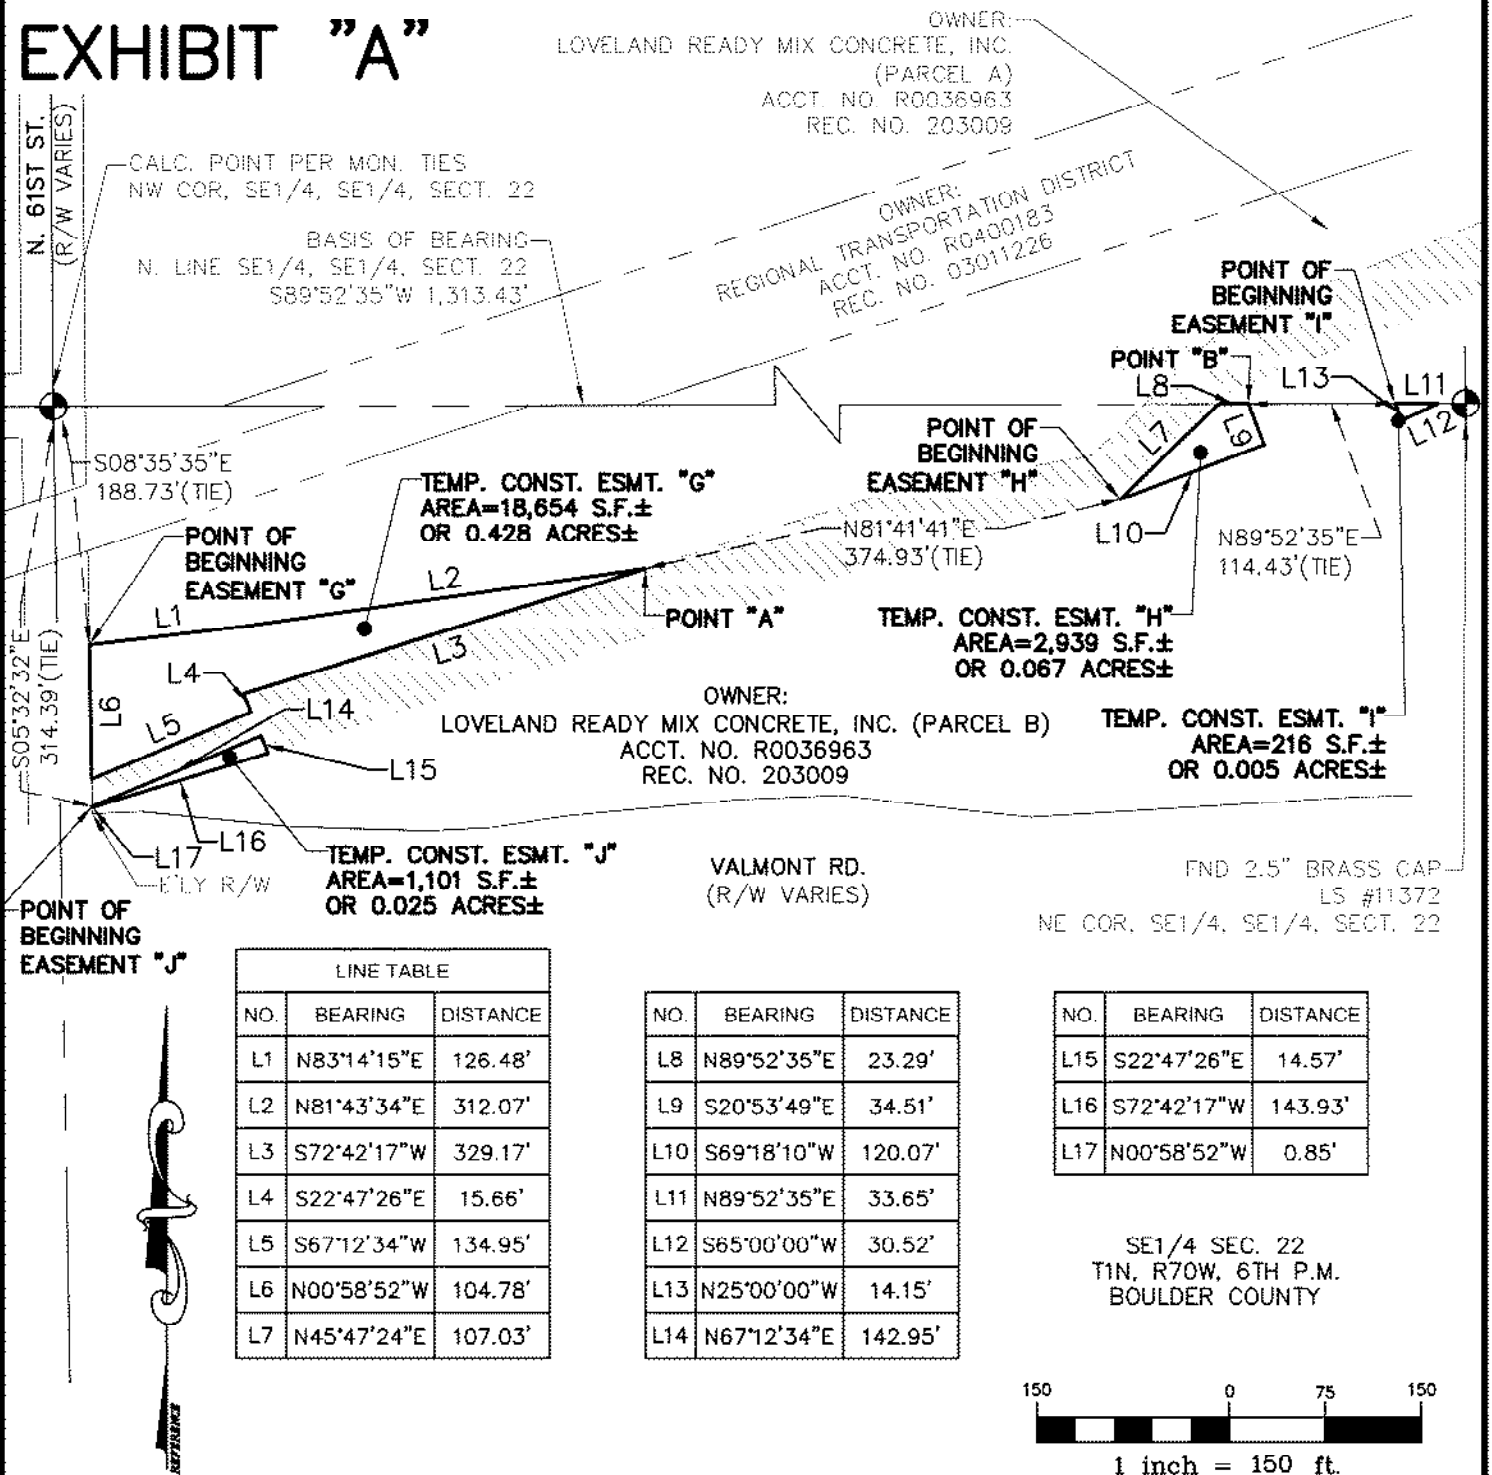 EXHIBIT "A"
OWNER:
LOVELAND READY MIX CONCRETE, INC.
(PARCEL A)
ACCT. NO. R0036963
REC. NO. 203009
N. 61ST ST.
(R/W VARIES)
CALC. POINT PER MON. TIES
NW COR, SE1/4, SE1/4, SECT. 22
BASIS OF BEARING
N. LINE SE1/4, SE1/4, SECT. 22
S89°52'35"W 1,313.43'
OWNER:
REGIONAL TRANSPORTATION DISTRICT
ACCT. NO. R0400183
REC. NO. 03011226
POINT OF
BEGINNING
EASEMENT "I"
POINT "B"
L8
L13
L11
L12
L7
L9
L10
POINT OF
BEGINNING
EASEMENT "H"
S08°35'35"E
188.73'(TIE)
TEMP. CONST. ESMT. "G"
AREA=18,654 S.F.±
OR 0.428 ACRES±
N81°41'41"E
374.93'(TIE)
N89°52'35"E
114.43'(TIE)
POINT OF
BEGINNING
EASEMENT "G"
L1
L2
L3
POINT "A"
TEMP. CONST. ESMT. "H"
AREA=2,939 S.F.±
OR 0.067 ACRES±
S05°32'32"E
314.39'(TIE)
L6
L4
L5
L14
L15
OWNER:
LOVELAND READY MIX CONCRETE, INC. (PARCEL B)
ACCT. NO. R0036963
REC. NO. 203009
TEMP. CONST. ESMT. "I"
AREA=216 S.F.±
OR 0.005 ACRES±
L17
L16
E'LY R/W
TEMP. CONST. ESMT. "J"
AREA=1,101 S.F.±
OR 0.025 ACRES±
VALMONT RD.
(R/W VARIES)
FND 2.5" BRASS CAP
LS #11372
NE COR, SE1/4, SE1/4, SECT. 22
POINT OF
BEGINNING
EASEMENT "J"
LINE TABLE
NO. BEARING DISTANCE
L1 N83°14'15"E 126.48'
L2 N81°43'34"E 312.07'
L3 S72°42'17"W 329.17'
L4 S22°47'26"E 15.66'
L5 S67°12'34"W 134.95'
L6 N00°58'52"W 104.78'
L7 N45°47'24"E 107.03'
NO. BEARING DISTANCE
L8 N89°52'35"E 23.29'
L9 S20°53'49"E 34.51'
L10 S69°18'10"W 120.07'
L11 N89°52'35"E 33.65'
L12 S65°00'00"W 30.52'
L13 N25°00'00"W 14.15'
L14 N67°12'34"E 142.95'
NO. BEARING DISTANCE
L15 S22°47'26"E 14.57'
L16 S72°42'17"W 143.93'
L17 N00°58'52"W 0.85'
SE1/4 SEC. 22
T1N, R70W, 6TH P.M.
BOULDER COUNTY
REFERENCE
150 0 75 150
1 inch = 150 ft.